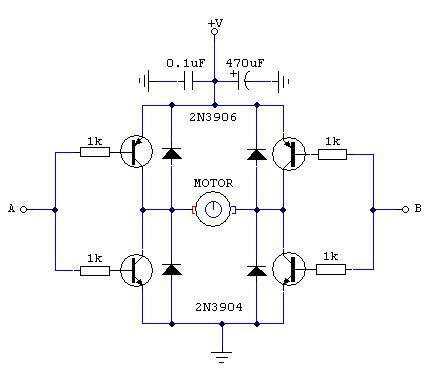 +V
0.1uF 470uF
+
2N3906
1k 1k
MOTOR
A B
1k 1k
2N3904